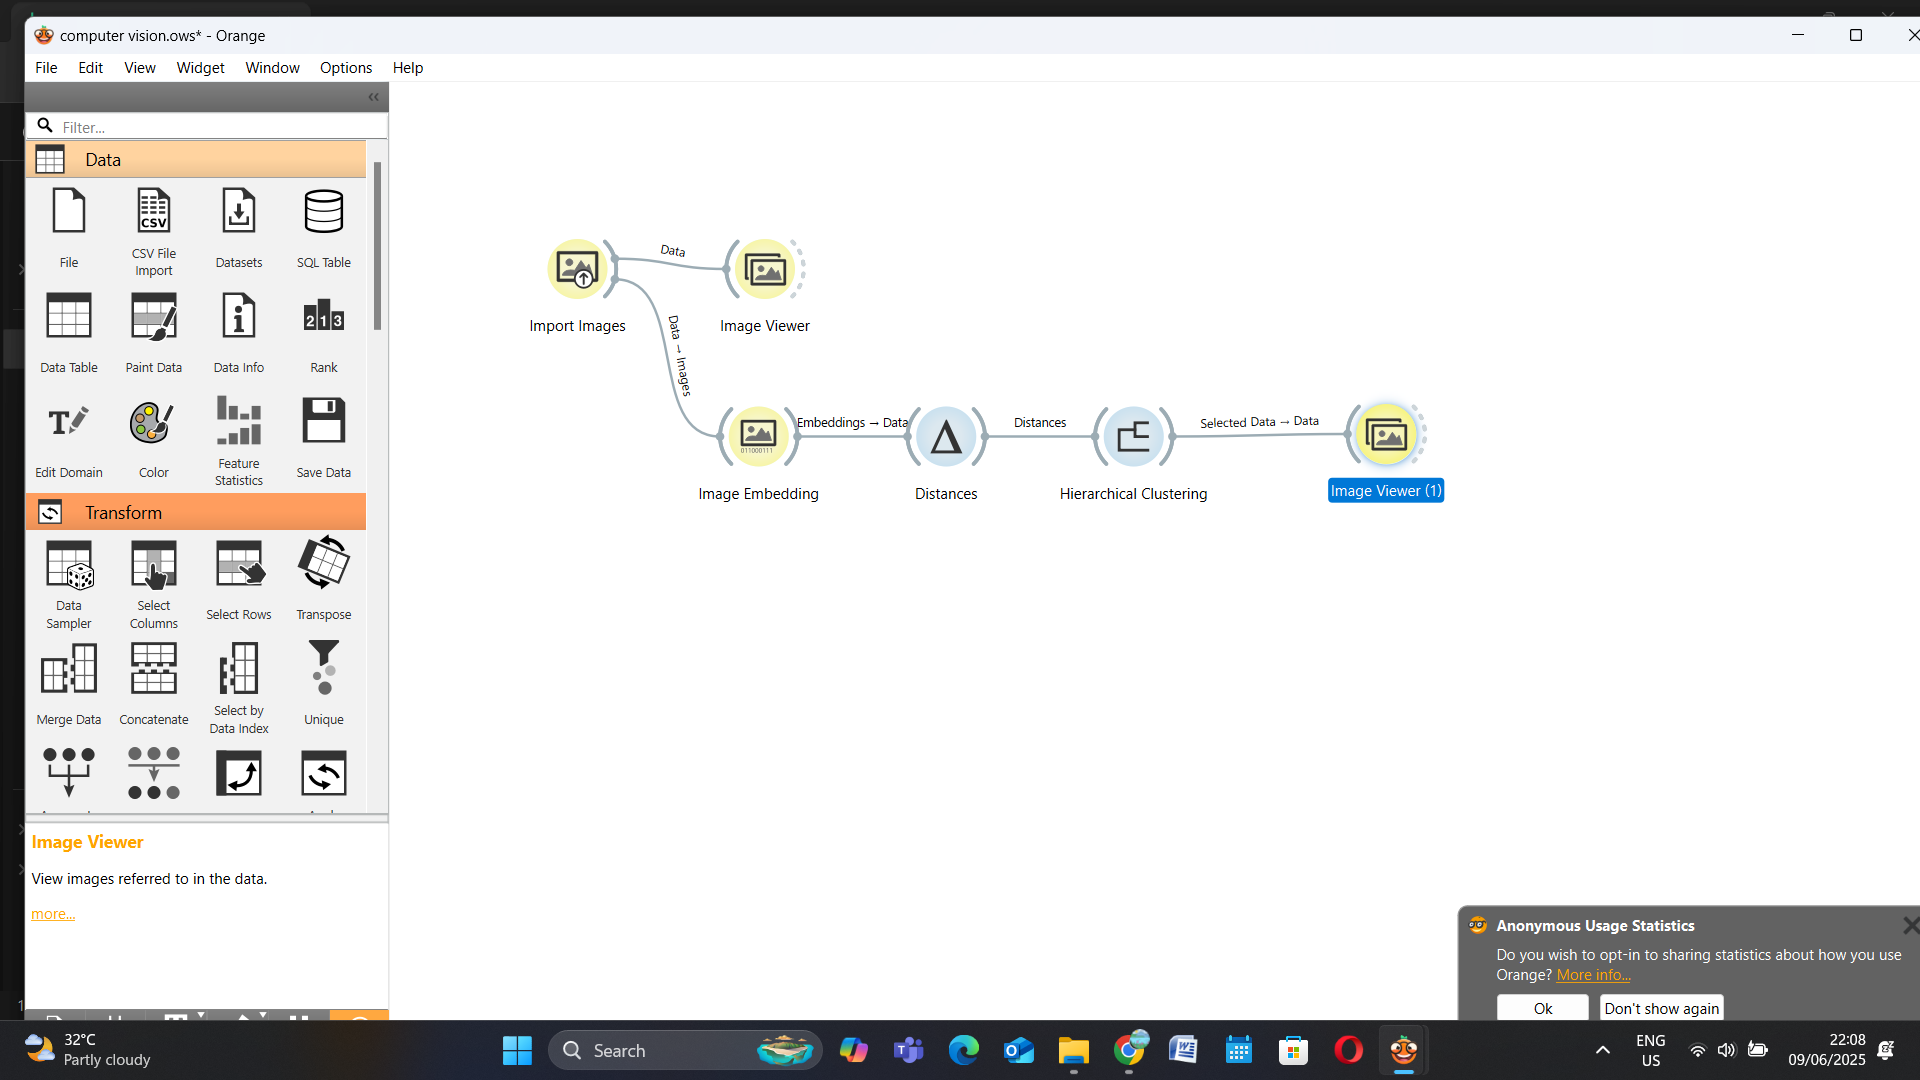 computer vision.ows* - Orange
File Edit View Widget Window Options Help
Filter...
Data
CSV
File
CSV File Import
Datasets
SQL Table
2 1 3
Data Table
Paint Data
Data Info
Rank
Edit Domain
Color
Feature Statistics
Save Data
Transform
Data Sampler
Select Columns
Select Rows
Transpose
Merge Data
Concatenate
Select by Data Index
Unique
Image Viewer
View images referred to in the data.
more...
Data
Import Images
Image Viewer
Data → Images
Embeddings → Data
Distances
Selected Data → Data
011000111
Image Embedding
Distances
Hierarchical Clustering
Image Viewer (1)
Anonymous Usage Statistics
Do you wish to opt-in to sharing statistics about how you use
Orange? More info...
Ok
Don't show again
32°C
Partly cloudy
Search
ENG
US
22:08
09/06/2025